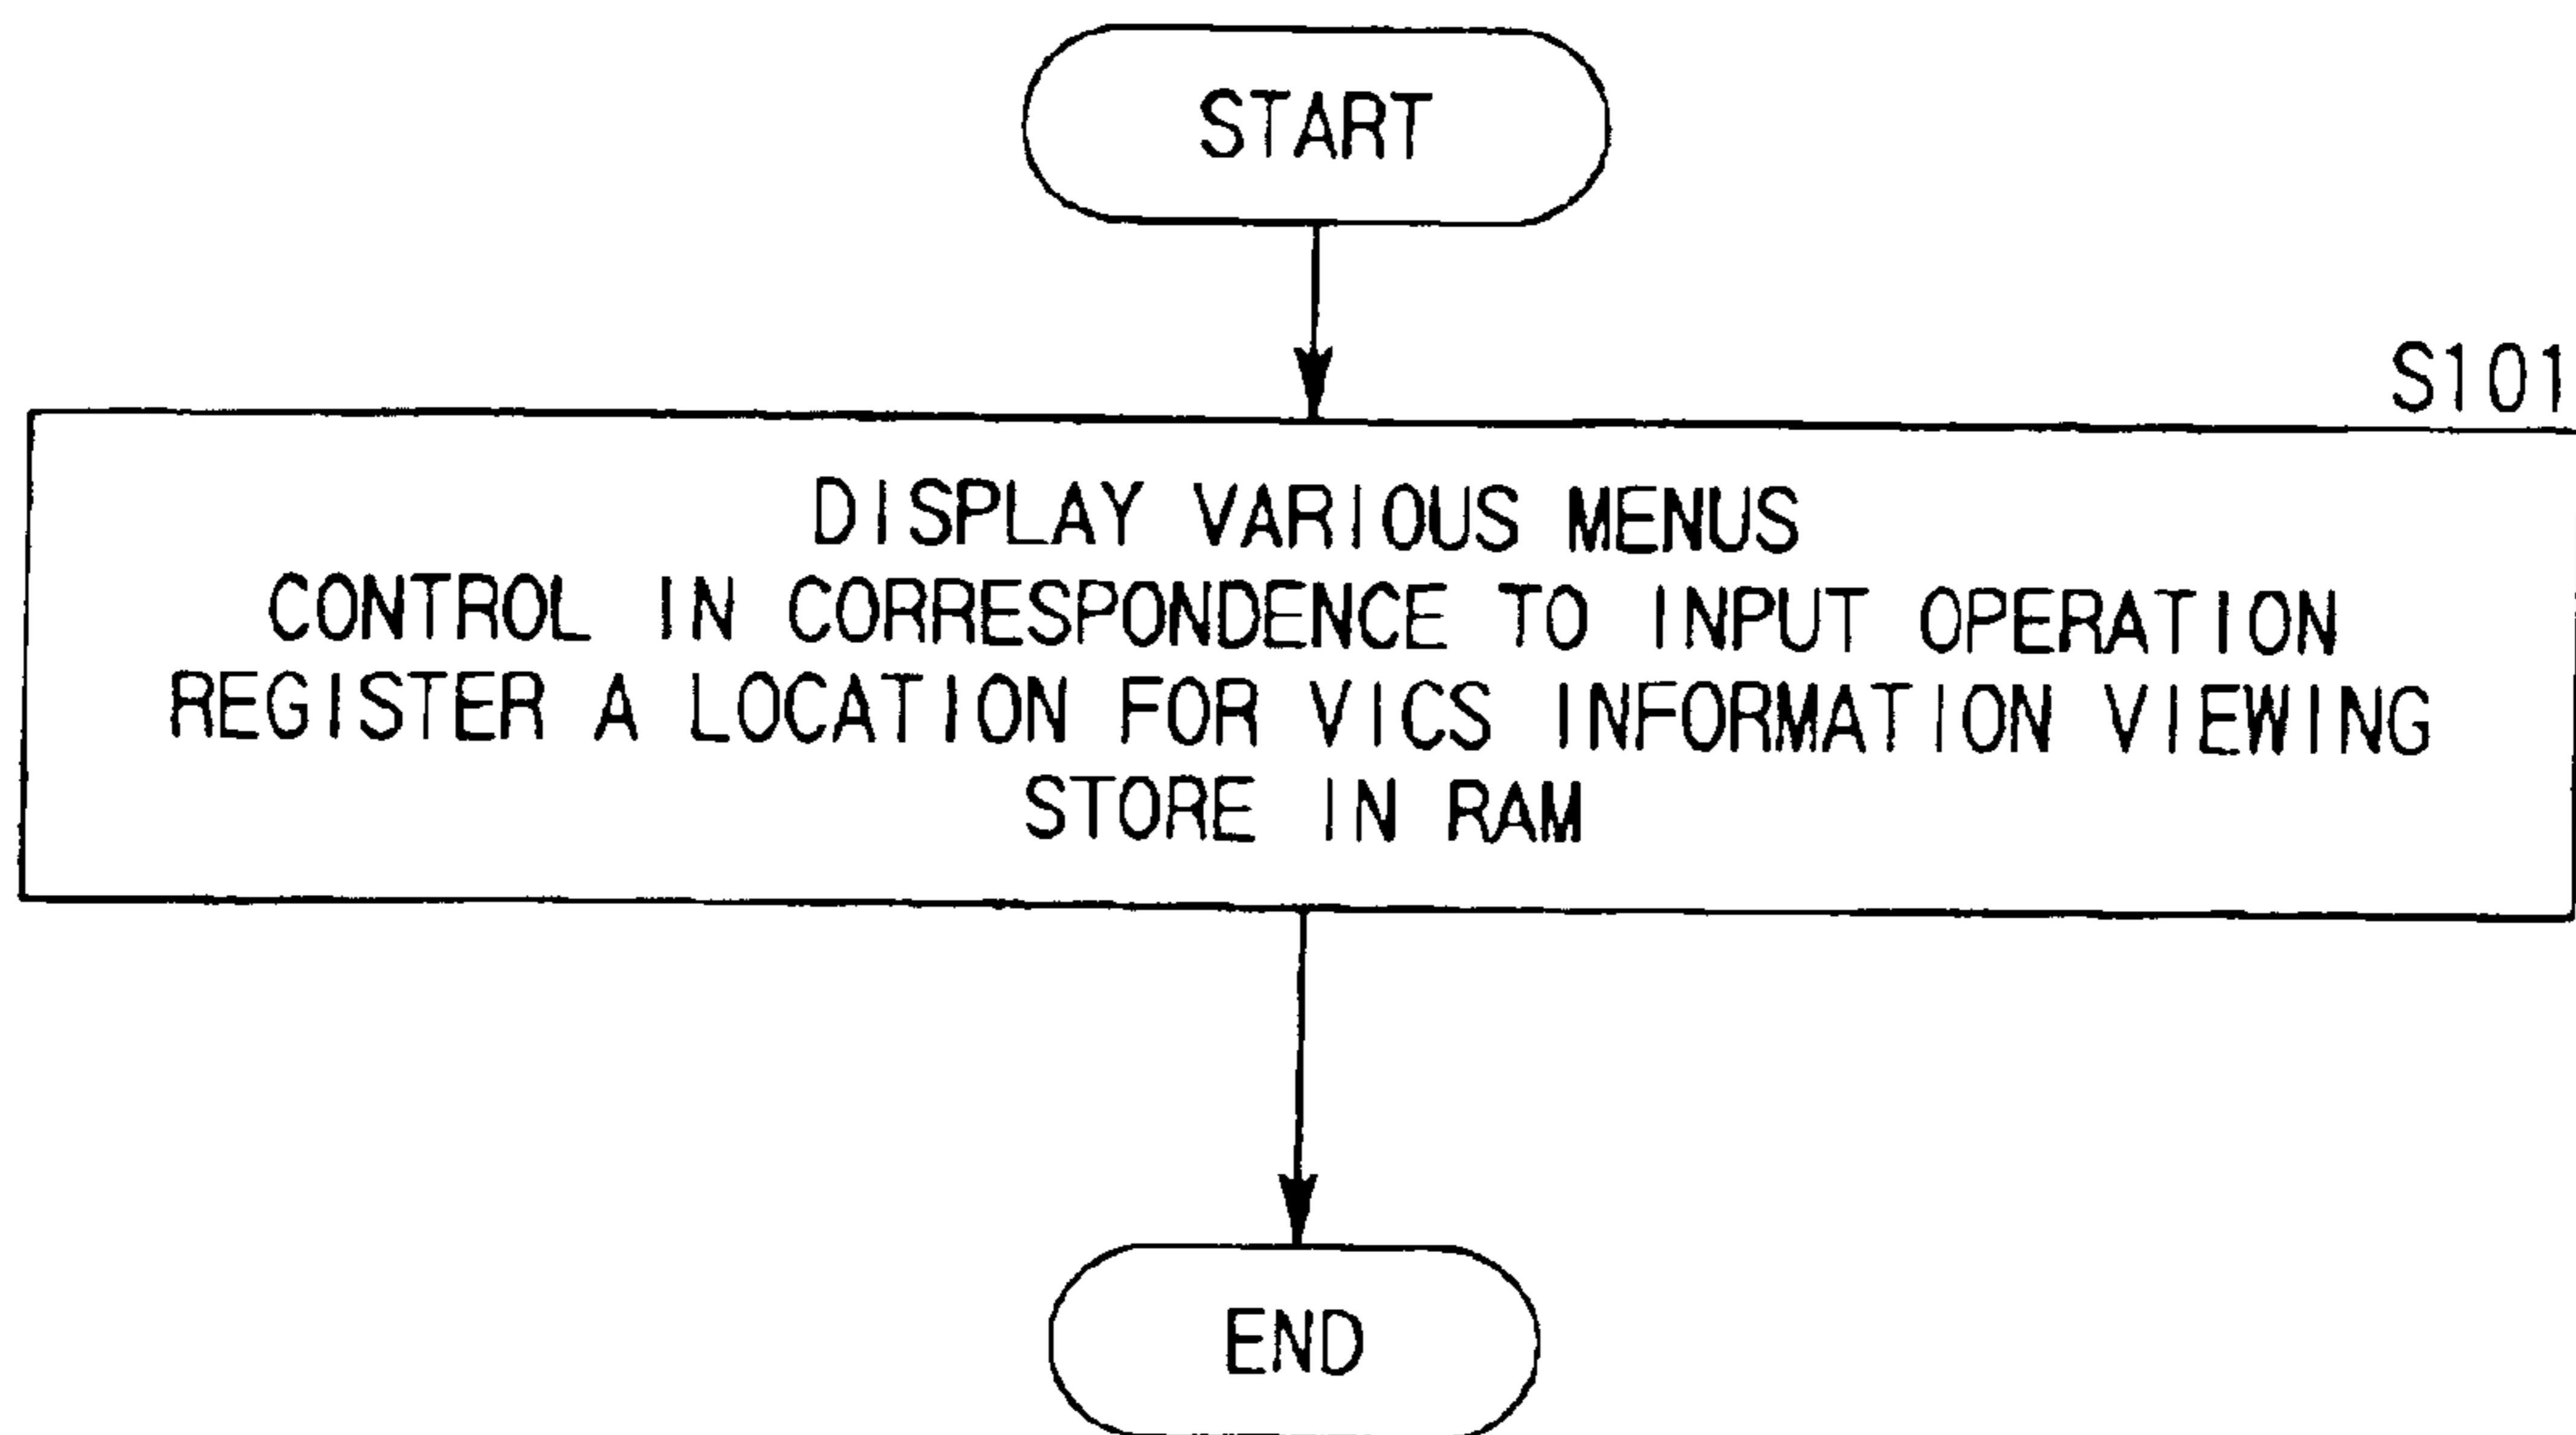 START
S101
DISPLAY VARIOUS MENUS
CONTROL IN CORRESPONDENCE TO INPUT OPERATION
REGISTER A LOCATION FOR VICS INFORMATION VIEWING
STORE IN RAM
END